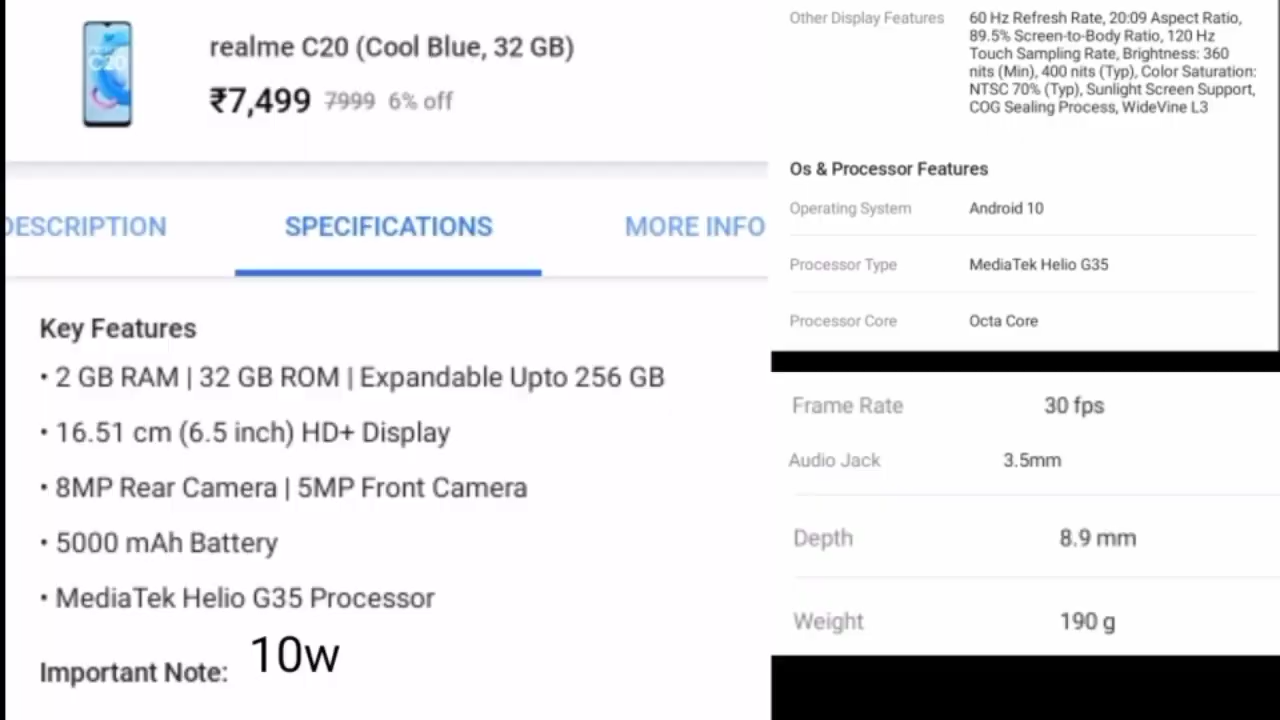 realme C20 (Cool Blue, 32 GB)
₹7,499 7999 6% off
DESCRIPTION SPECIFICATIONS MORE INFO
Key Features
• 2 GB RAM | 32 GB ROM | Expandable Upto 256 GB
• 16.51 cm (6.5 inch) HD+ Display
• 8MP Rear Camera | 5MP Front Camera
• 5000 mAh Battery
• MediaTek Helio G35 Processor
Important Note: 10w
Other Display Features 60 Hz Refresh Rate, 20:09 Aspect Ratio,
89.5% Screen-to-Body Ratio, 120 Hz
Touch Sampling Rate, Brightness: 360
nits (Min), 400 nits (Typ), Color Saturation:
NTSC 70% (Typ), Sunlight Screen Support,
COG Sealing Process, WideVine L3
Os & Processor Features
Operating System Android 10
Processor Type MediaTek Helio G35
Processor Core Octa Core
Frame Rate 30 fps
Audio Jack 3.5mm
Depth 8.9 mm
Weight 190 g